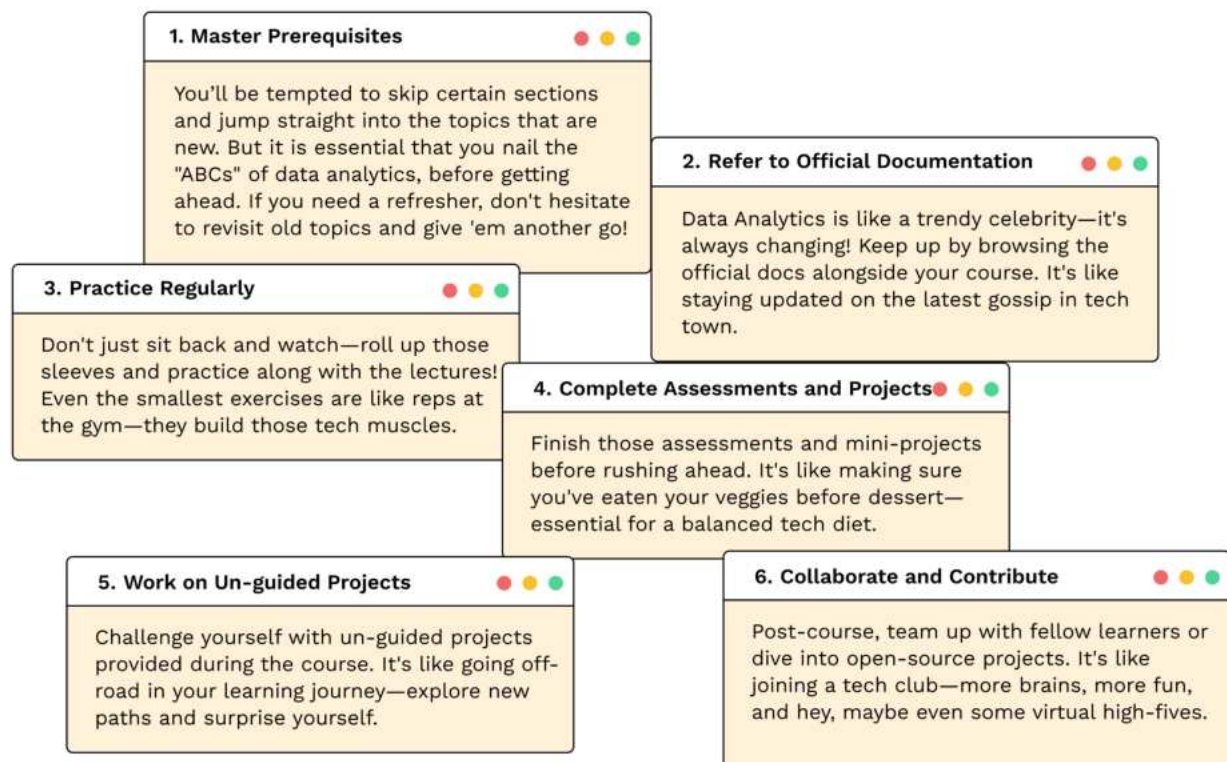 1. Master Prerequisites
You’ll be tempted to skip certain sections
and jump straight into the topics that are
new. But it is essential that you nail the
"ABCs" of data analytics, before getting
ahead. If you need a refresher, don't hesitate
to revisit old topics and give 'em another go!
2. Refer to Official Documentation
Data Analytics is like a trendy celebrity—it's
always changing! Keep up by browsing the
official docs alongside your course. It's like
staying updated on the latest gossip in tech
town.
3. Practice Regularly
Don't just sit back and watch—roll up those
sleeves and practice along with the lectures!
Even the smallest exercises are like reps at
the gym—they build those tech muscles.
4. Complete Assessments and Projects
Finish those assessments and mini-projects
before rushing ahead. It's like making sure
you've eaten your veggies before dessert—
essential for a balanced tech diet.
5. Work on Un-guided Projects
Challenge yourself with un-guided projects
provided during the course. It's like going off-
road in your learning journey—explore new
paths and surprise yourself.
6. Collaborate and Contribute
Post-course, team up with fellow learners or
dive into open-source projects. It's like
joining a tech club—more brains, more fun,
and hey, maybe even some virtual high-fives.